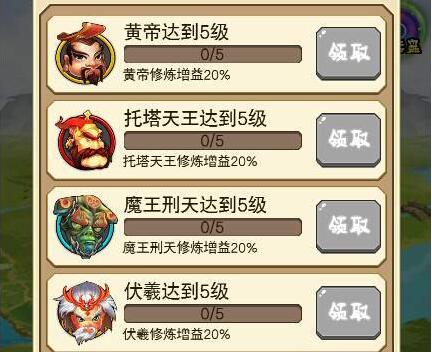 黄帝达到5级
0/5
黄帝修炼增益20%
领取
托塔天王达到5级
0/5
托塔天王修炼增益20%
领取
魔王刑天达到5级
0/5
魔王刑天修炼增益20%
领取
伏羲达到5级
0/5
伏羲修炼增益20%
领取